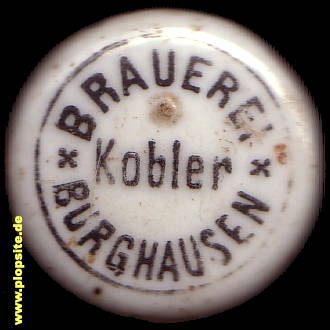 BRAUEREI
* Kobler *
BURGHAUSEN
www.plopsite.de